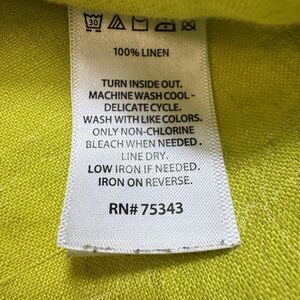 30
100% LINEN
TURN INSIDE OUT.
MACHINE WASH COOL -
DELICATE CYCLE.
WASH WITH LIKE COLORS.
ONLY NON-CHLORINE
BLEACH WHEN NEEDED.
LINE DRY.
LOW IRON IF NEEDED.
IRON ON REVERSE.
RN# 75343